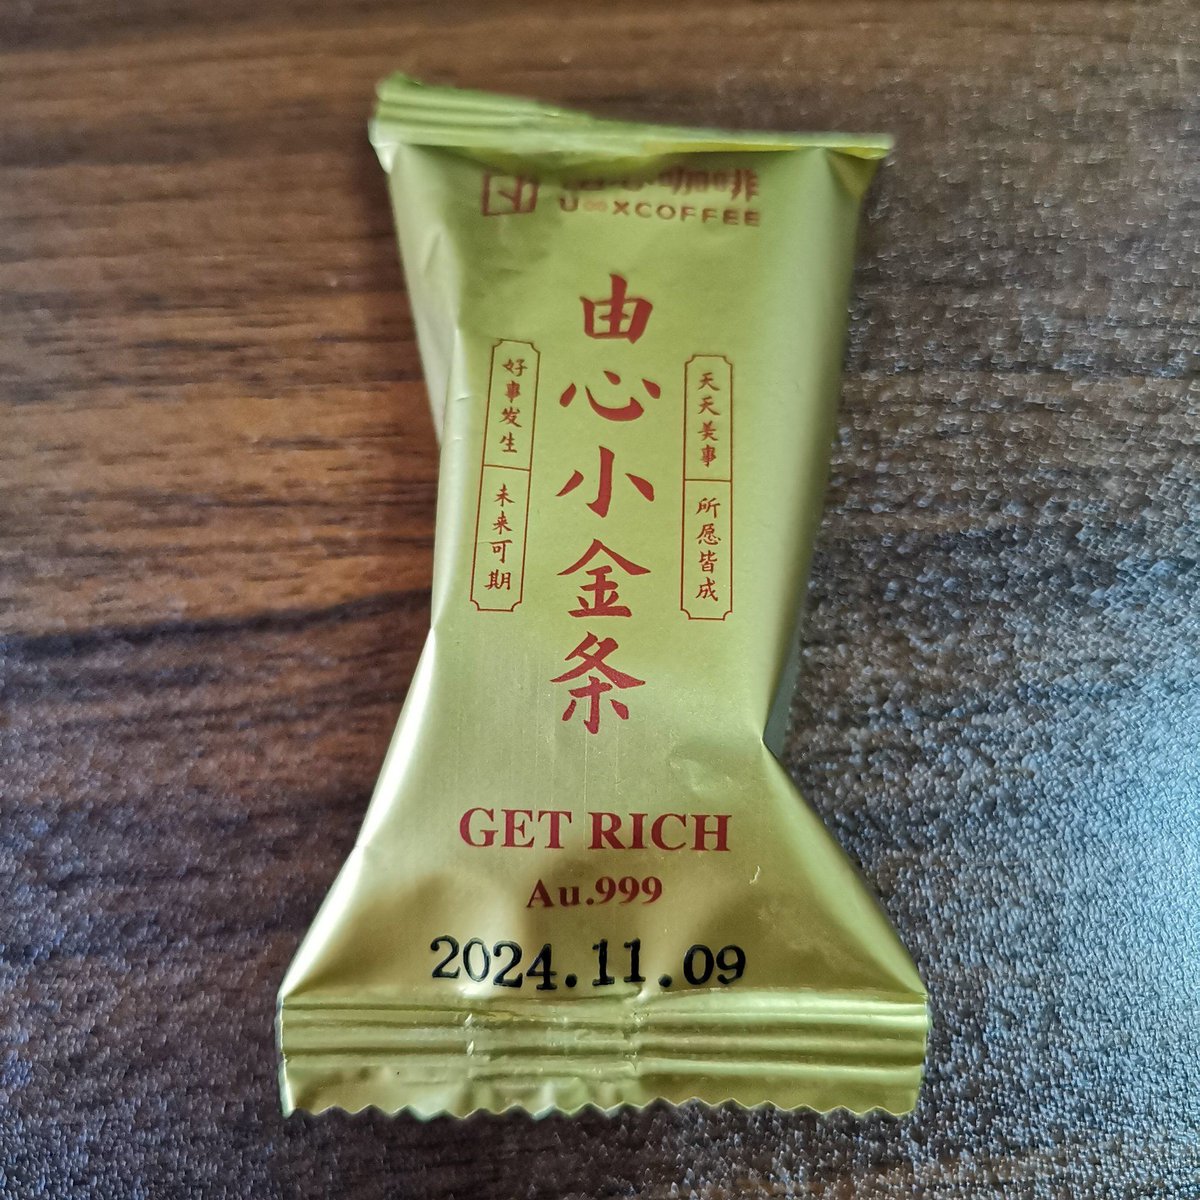 咖啡
U∞XCOFFEE
由心小金条
好事发生
未来可期
天天美事
所愿皆成
GET RICH
Au.999
2024.11.09